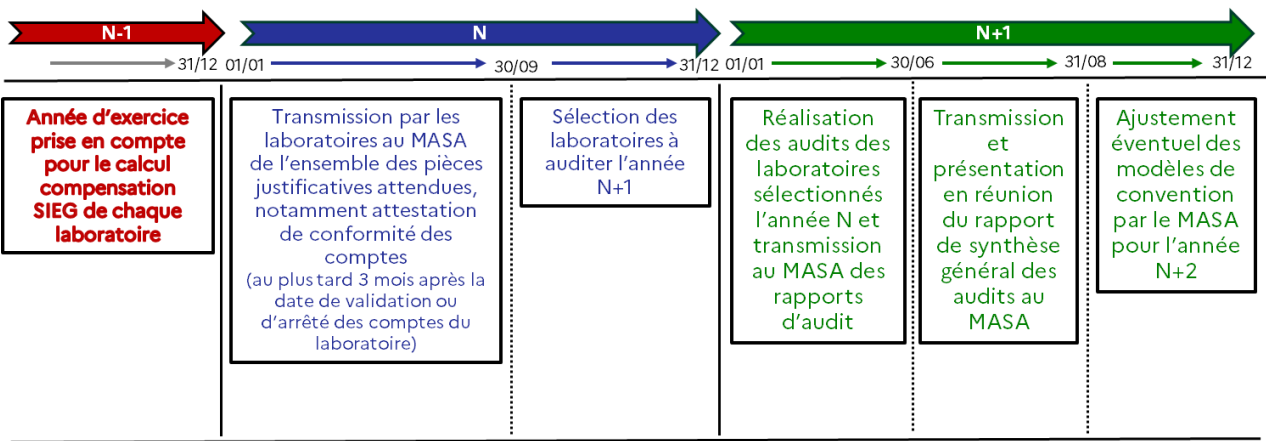 N-1
N
N+1
31/12
01/01
30/09
31/12
01/01
30/06
31/08
31/12
Année d’exercice
prise en compte
pour le calcul
compensation
SIEG de chaque
laboratoire
Transmission par les
laboratoires au MASA
de l’ensemble des pièces
justificatives attendues,
notamment attestation
de conformité des
comptes
(au plus tard 3 mois après la
date de validation ou
d’arrêté des comptes du
laboratoire)
Sélection des
laboratoires à
auditer l’année
N+1
Réalisation
des audits des
laboratoires
sélectionnés
l’année N et
transmission
au MASA des
rapports
d’audit
Transmission
et
présentation
en réunion
du rapport
de synthèse
général des
audits au
MASA
Ajustement
éventuel des
modèles de
convention
par le MASA
pour l’année
N+2